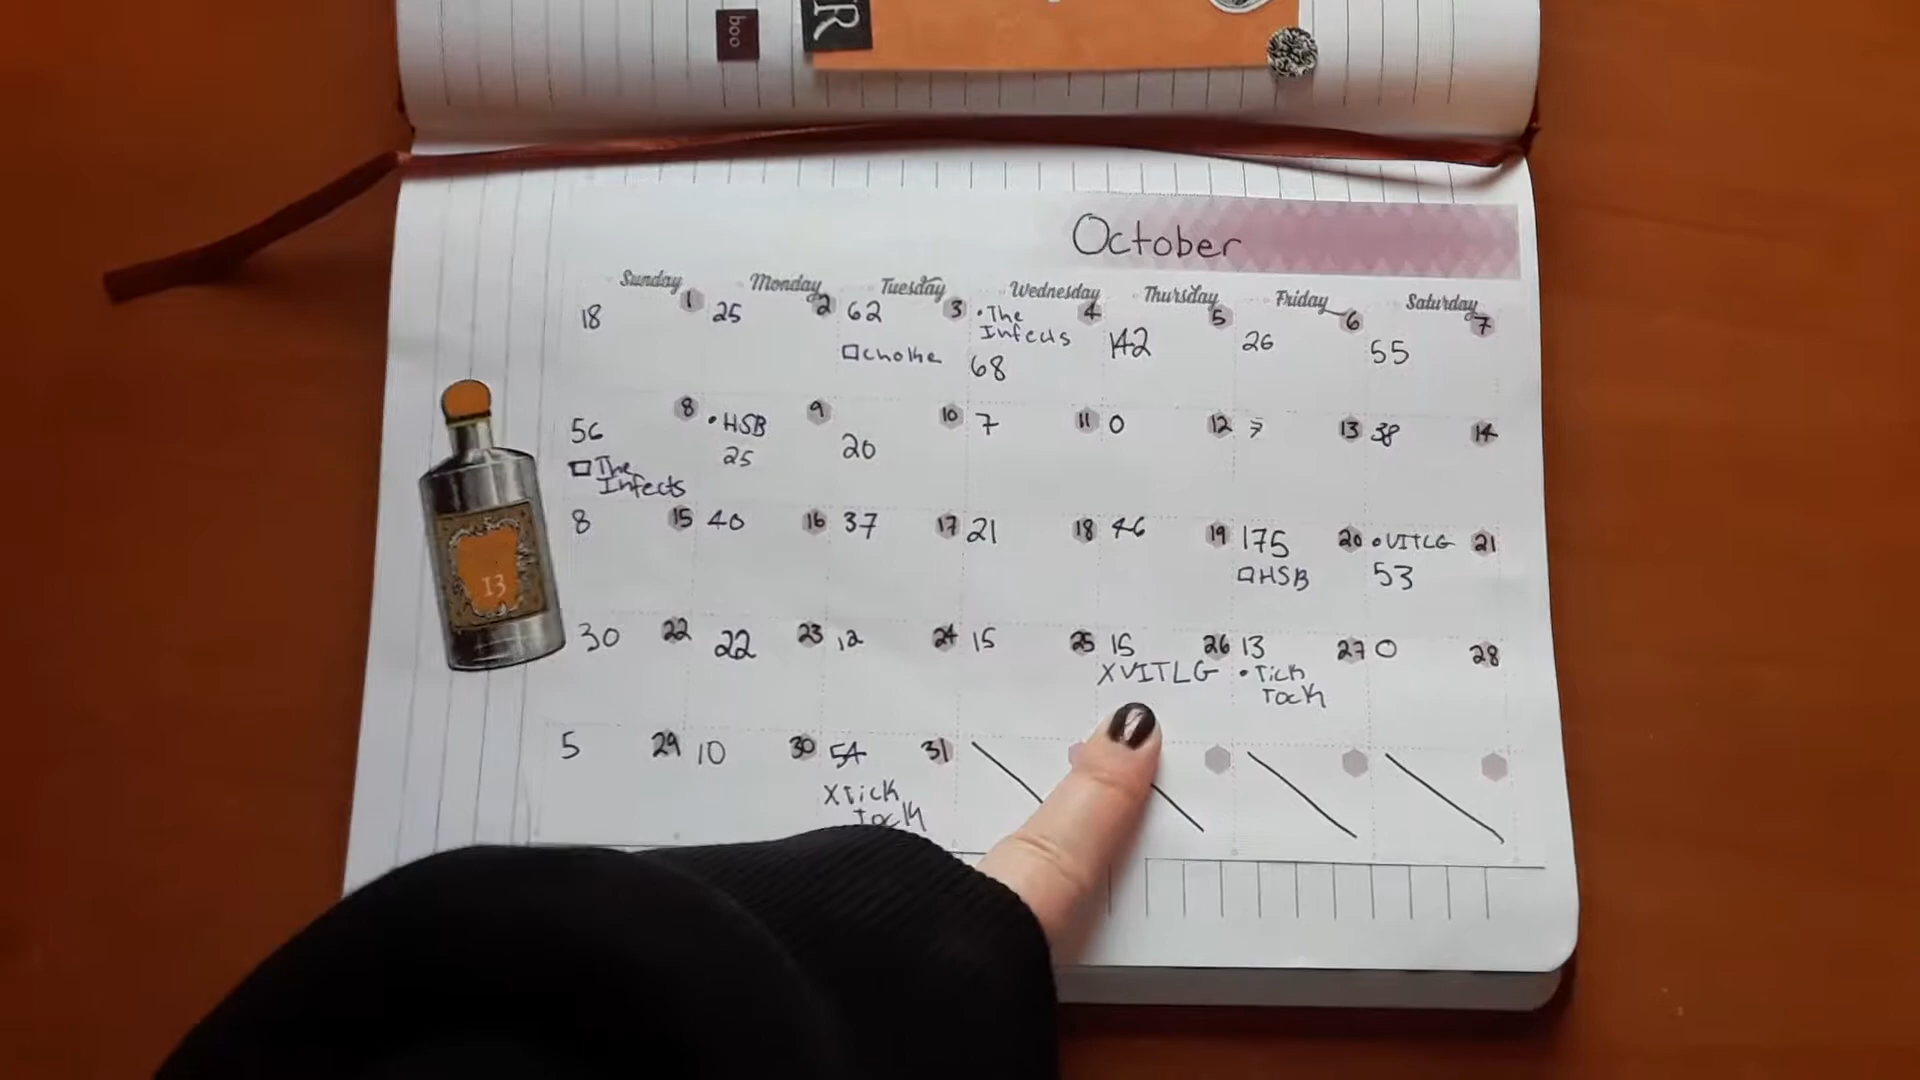 boo
R
October
Sunday Monday Tuesday Wednesday Thursday Friday Saturday
18 1 25 2 62 3 •The 4 142 5 26 6 55 7
□Choke Infects
68
56 8 •HSB 9 20 10 7 11 0 12 13 38 14
□The 25
Infects
8 15 40 16 37 17 21 18 46 19 175 20 •VITLG 21
□HSB 53
13
30 22 22 23 12 24 15 25 15 26 13 27 0 28
XVITLG •Tick
Tock
5 29 10 30 54 31
XTick
Tock